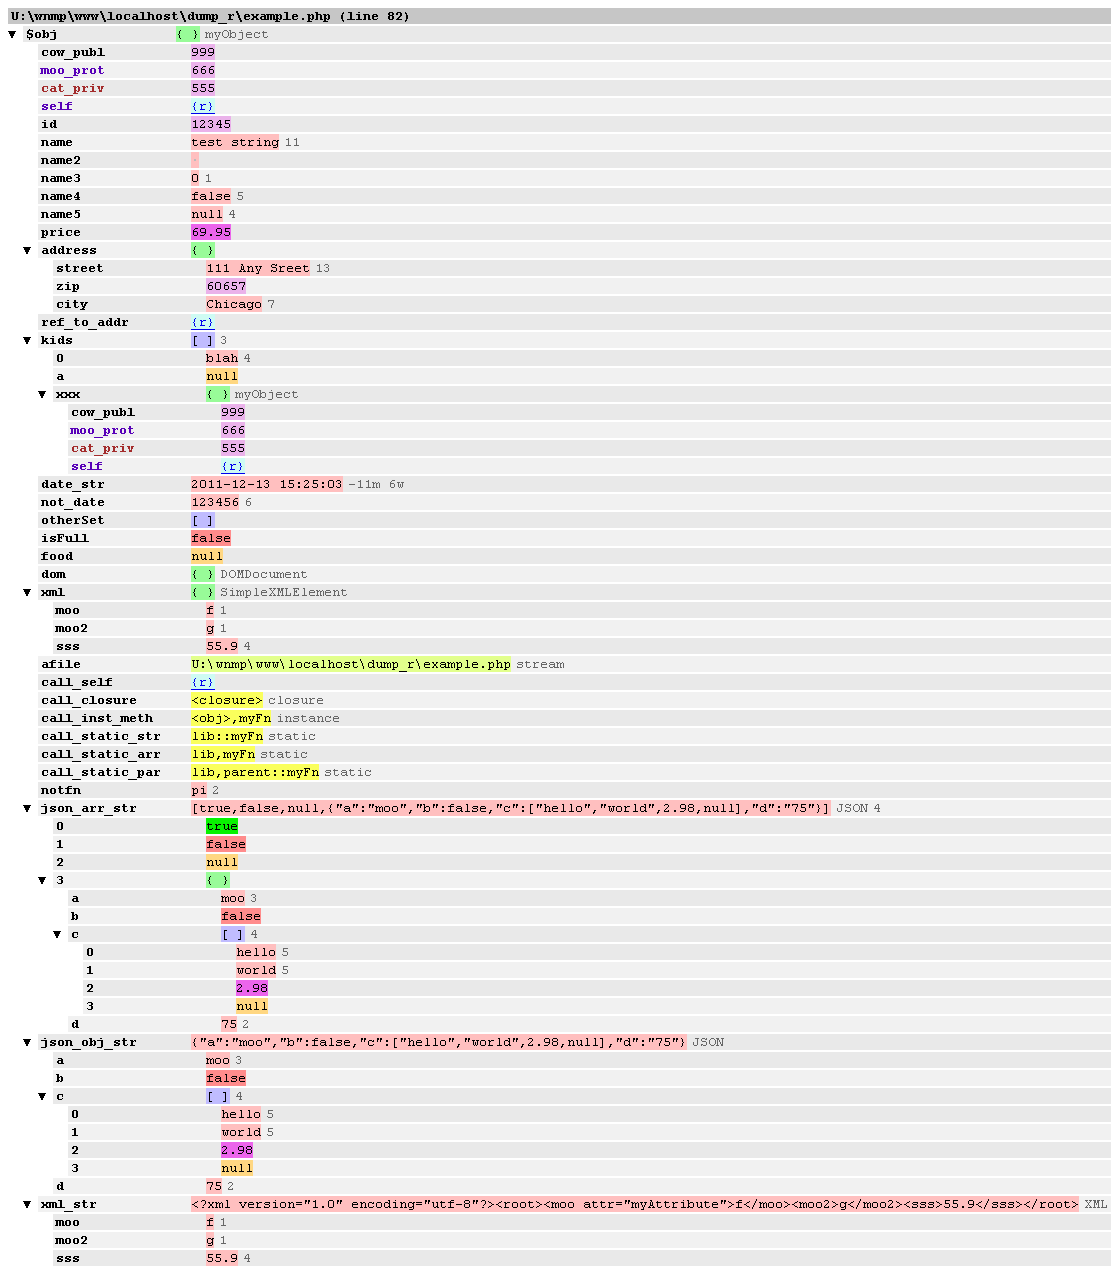 U:\wnmp\www\localhost\dump_r\example.php (line 82)
▼ $obj { } myObject
cow_publ 999
moo_prot 666
cat_priv 555
self {r}
id 12345
name test string 11
name2
name3 0 1
name4 false 5
name5 null 4
price 69.95
▼ address { }
street 111 Any Sreet 13
zip 60657
city Chicago 7
ref_to_addr {r}
▼ kids [ ] 3
0 blah 4
a null
▼ xxx { } myObject
cow_publ 999
moo_prot 666
cat_priv 555
self {r}
date_str 2011-12-13 15:25:03 -11m 6w
not_date 123456 6
otherSet [ ]
isFull false
food null
dom { } DOMDocument
▼ xml { } SimpleXMLElement
moo f 1
moo2 g 1
sss 55.9 4
afile U:\wnmp\www\localhost\dump_r\example.php stream
call_self {r}
call_closure <closure> closure
call_inst_meth <obj>,myFn instance
call_static_str lib::myFn static
call_static_arr lib,myFn static
call_static_par lib,parent::myFn static
notfn pi 2
▼ json_arr_str [true,false,null,{"a":"moo","b":false,"c":["hello","world",2.98,null],"d":"75"}] JSON 4
0 true
1 false
2 null
▼ 3 { }
a moo 3
b false
▼ c [ ] 4
0 hello 5
1 world 5
2 2.98
3 null
d 75 2
▼ json_obj_str {"a":"moo","b":false,"c":["hello","world",2.98,null],"d":"75"} JSON
a moo 3
b false
▼ c [ ] 4
0 hello 5
1 world 5
2 2.98
3 null
d 75 2
▼ xml_str <?xml version="1.0" encoding="utf-8"?><root><moo attr="myAttribute">f</moo><moo2>g</moo2><sss>55.9</sss></root> XML
moo f 1
moo2 g 1
sss 55.9 4